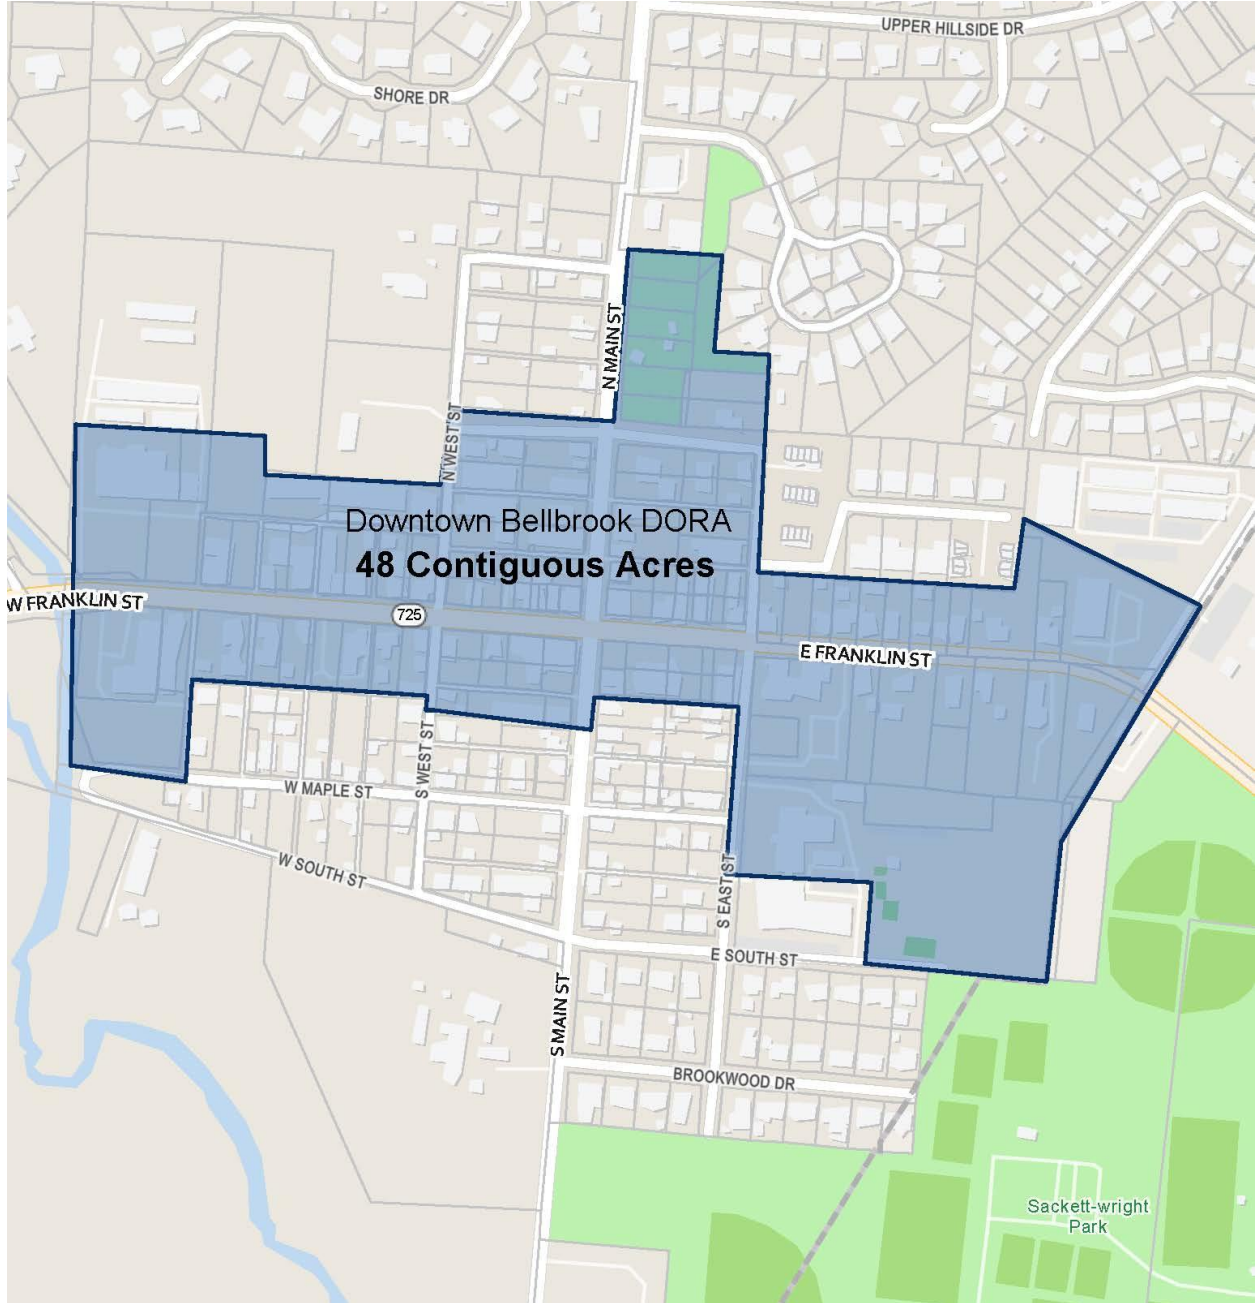 UPPER HILLSIDE DR
SHORE DR
N MAIN ST
N WEST ST
Downtown Bellbrook DORA
48 Contiguous Acres
W FRANKLIN ST
725
E FRANKLIN ST
S WEST ST
W MAPLE ST
W SOUTH ST
S EAST ST
E SOUTH ST
S MAIN ST
BROOKWOOD DR
Sackett-wright
Park